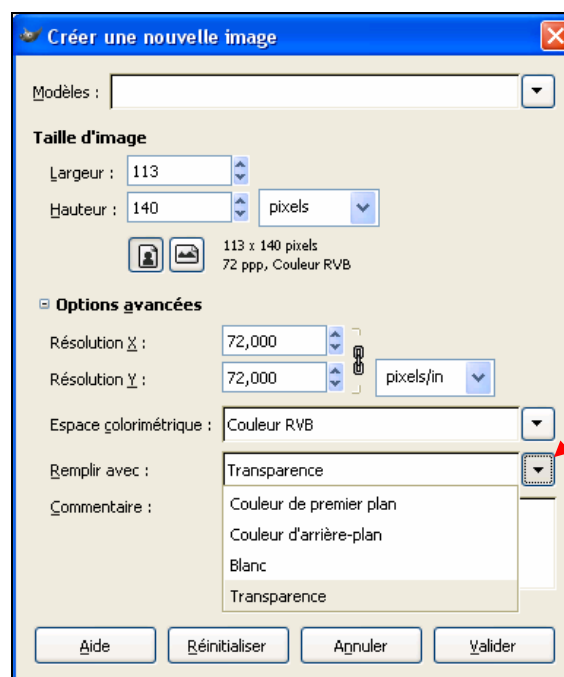 Créer une nouvelle image
Modèles :
Taille d'image
Largeur : 113
Hauteur : 140 pixels
113 x 140 pixels
72 ppp, Couleur RVB
Options avancées
Résolution X : 72,000
Résolution Y : 72,000 pixels/in
Espace colorimétrique : Couleur RVB
Remplir avec : Transparence
Commentaire :
Couleur de premier plan
Couleur d'arrière-plan
Blanc
Transparence
Aide Réinitialiser Annuler Valider